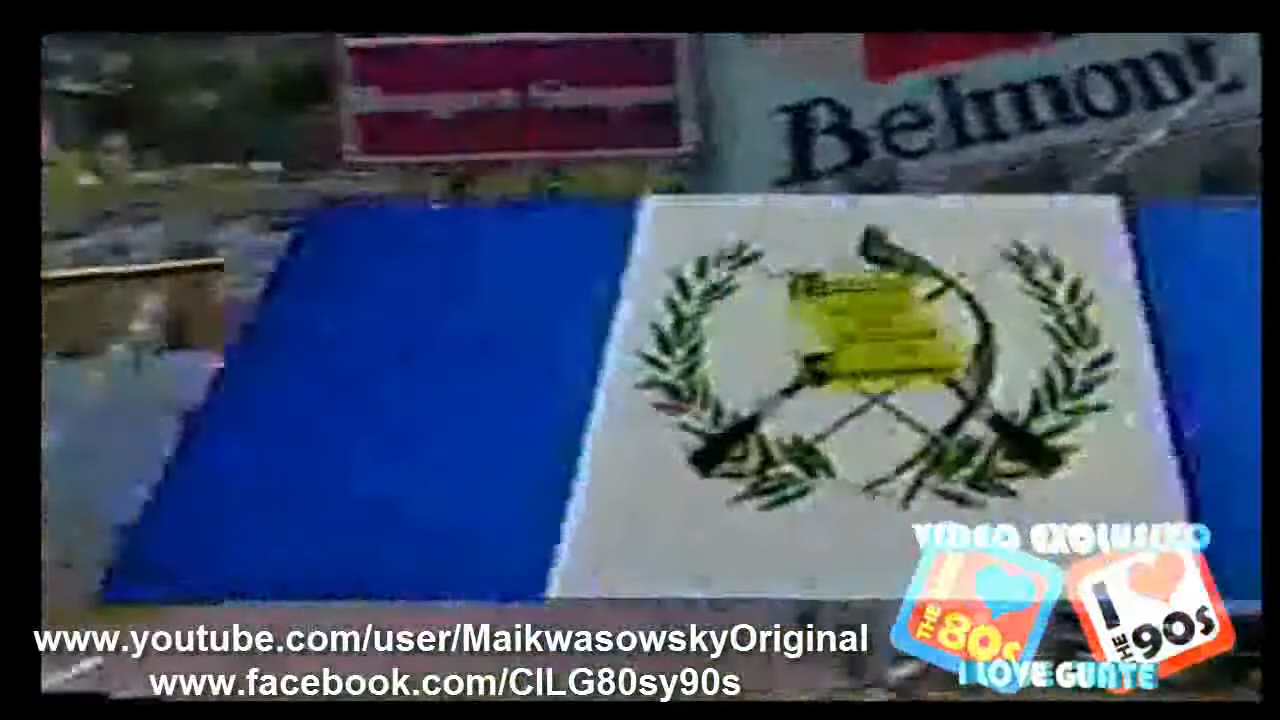 Belmont
VIDEO EXCLUSIVO
I
THE 80s
I
THE 90s
I LOVE GUATE
www.youtube.com/user/MaikwasowskyOriginal
www.facebook.com/CILG80sy90s